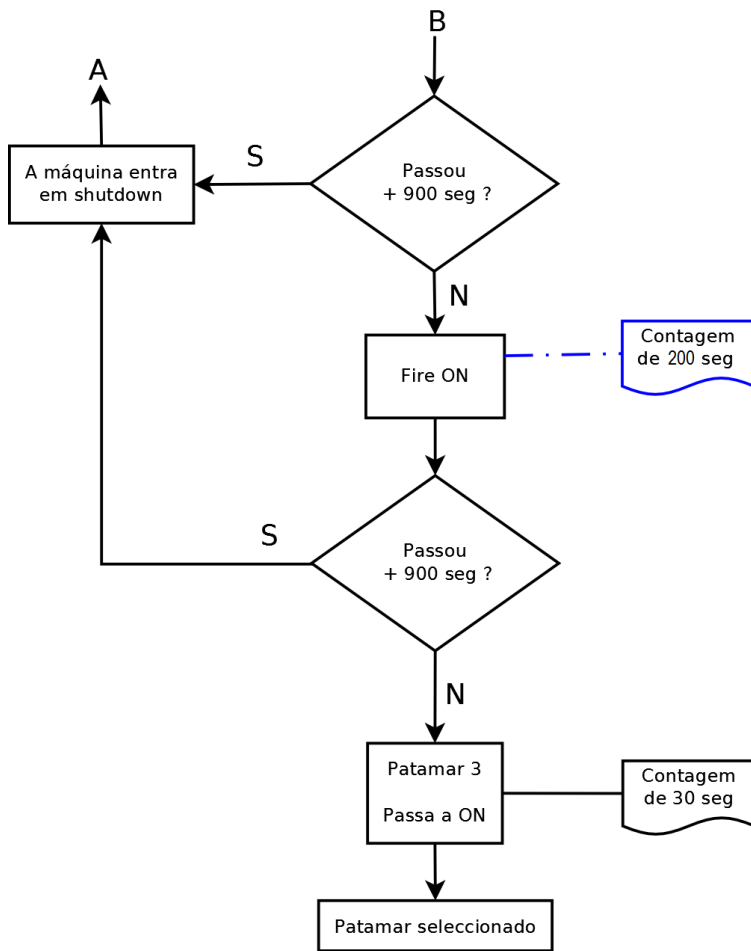 B
A
A máquina entra
em shutdown
S
Passou
+ 900 seg ?
N
Fire ON
Contagem
de 200 seg
S
Passou
+ 900 seg ?
N
Patamar 3
Passa a ON
Contagem
de 30 seg
Patamar seleccionado